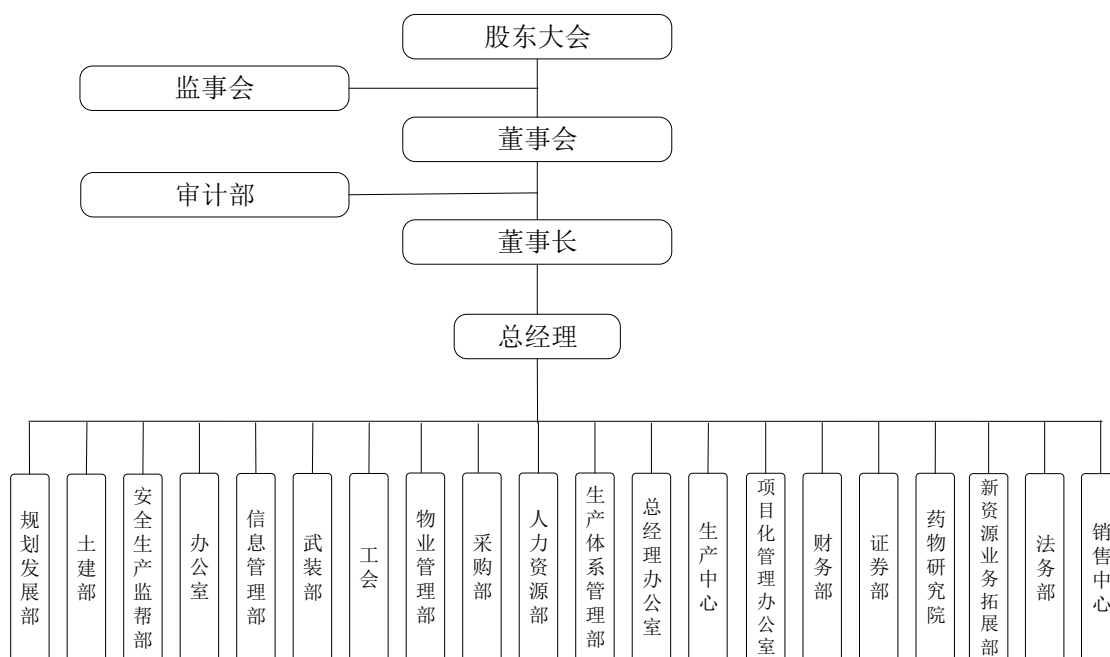 股东大会
监事会
董事会
审计部
董事长
总经理
规划发展部
土建部
安全生产监帮部
办公室
信息管理部
武装部
工会
物业管理部
采购部
人力资源部
生产体系管理部
总经理办公室
生产中心
项目化管理办公室
财务部
证券部
药物研究院
新资源业务拓展部
法务部
销售中心